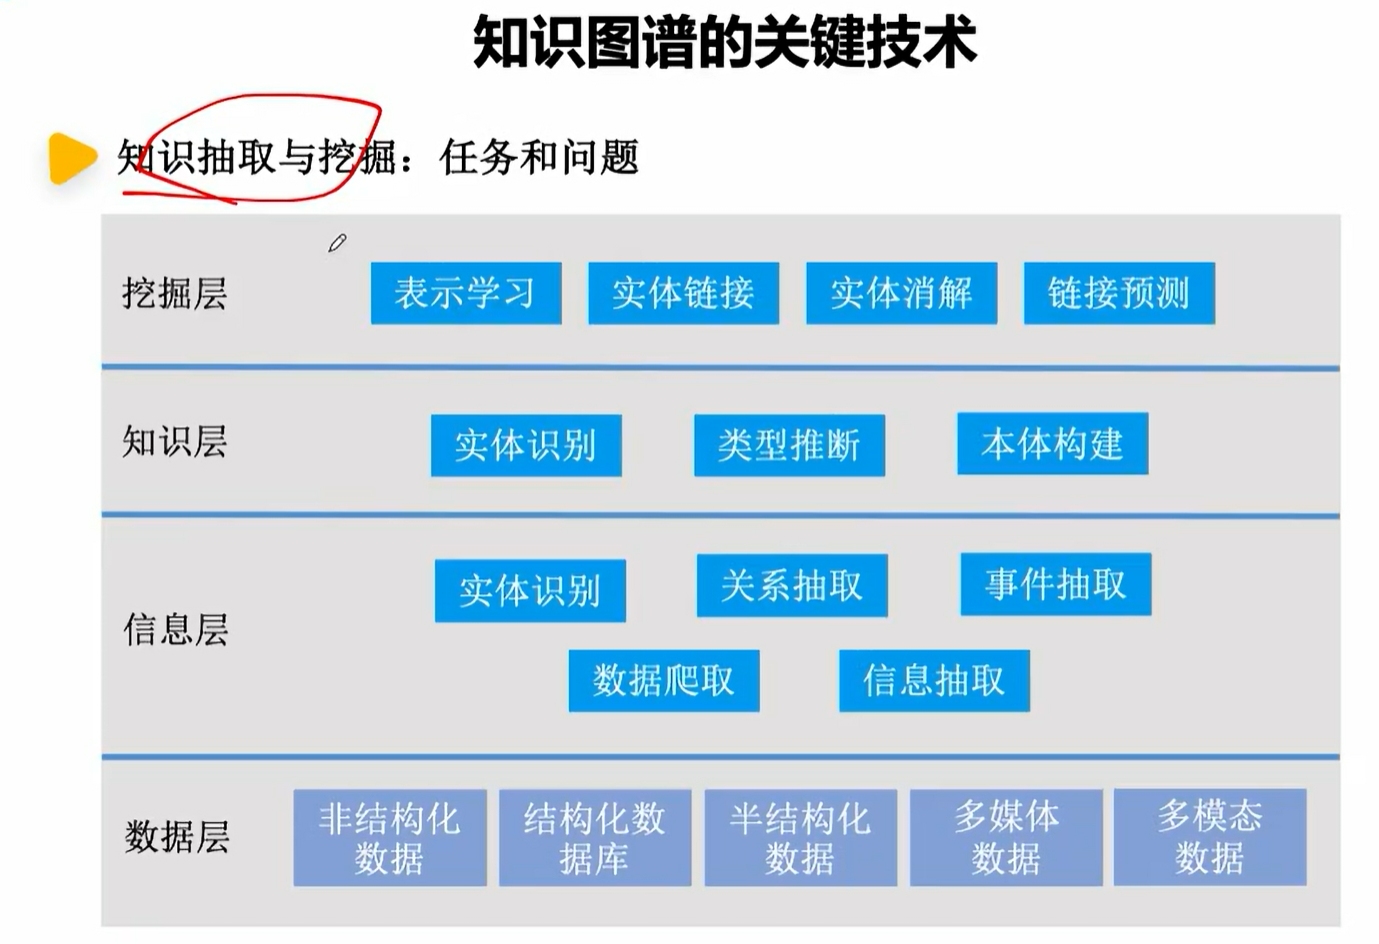 知识图谱的关键技术
知识抽取与挖掘：任务和问题
挖掘层
表示学习
实体链接
实体消解
链接预测
知识层
实体识别
类型推断
本体构建
信息层
实体识别
关系抽取
事件抽取
数据爬取
信息抽取
数据层
非结构化
数据
结构化数
据库
半结构化
数据
多媒体
数据
多模态
数据